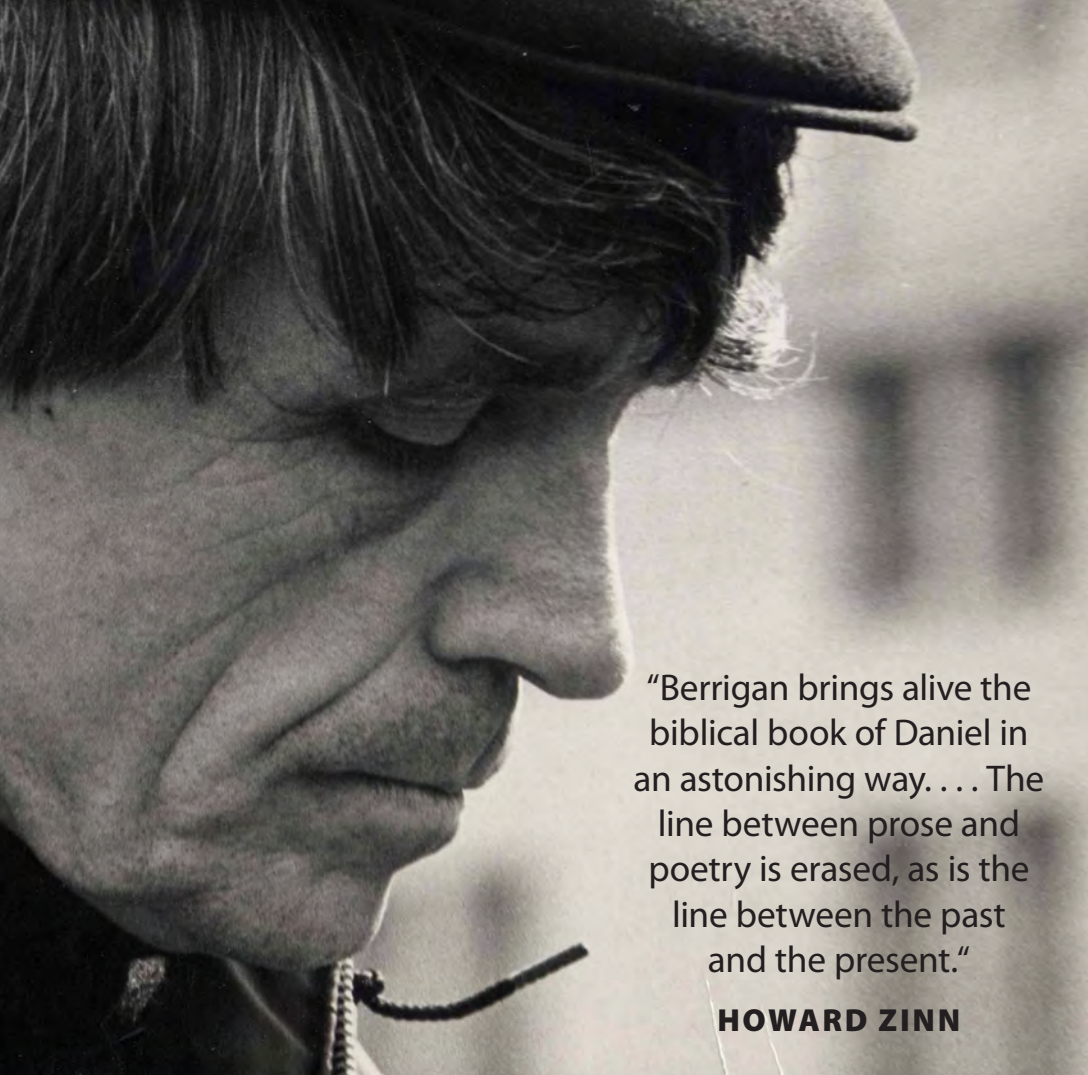 “Berrigan brings alive the
biblical book of Daniel in
an astonishing way. . . . The
line between prose and
poetry is erased, as is the
line between the past
and the present.“
HOWARD ZINN